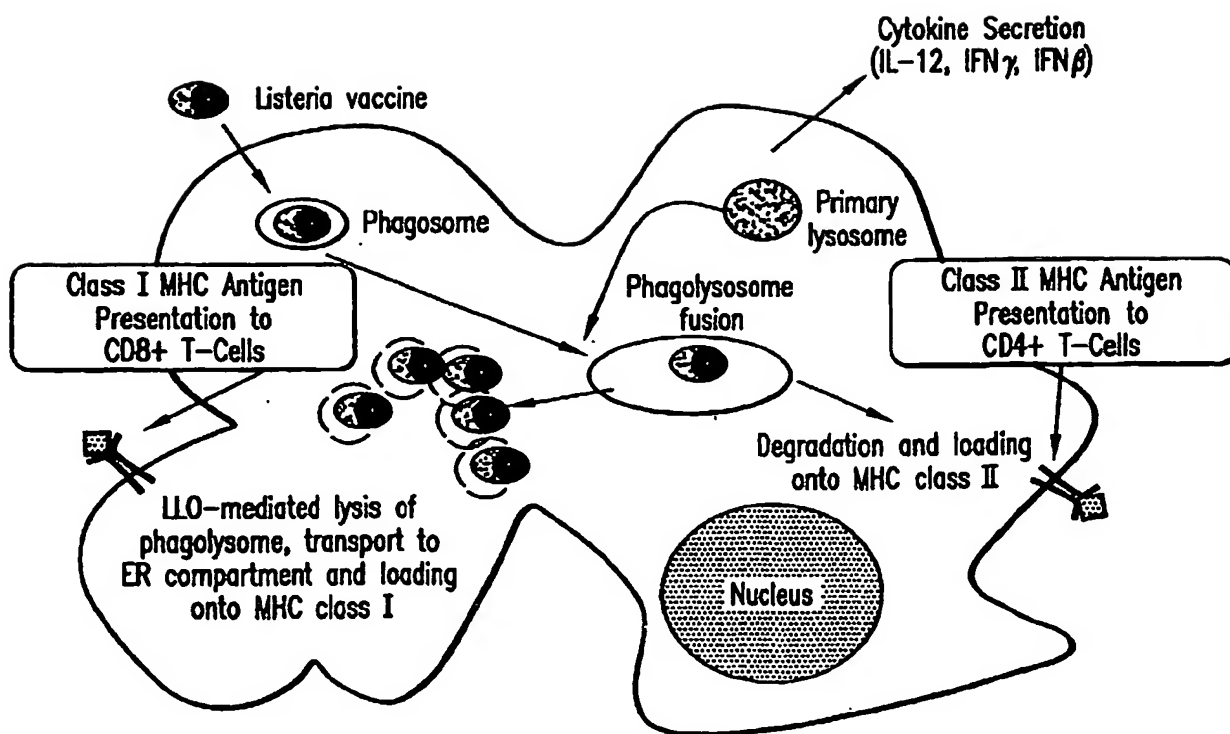 Cytokine Secretion
(IL-12, IFNγ, IFNβ)
Listeria vaccine
Phagosome
Primary
lysosome
Class I MHC Antigen
Presentation to
CD8+ T-Cells
Phagolysosome
fusion
Class II MHC Antigen
Presentation to
CD4+ T-Cells
Degradation and loading
onto MHC class II
LLO-mediated lysis of
phagolysome, transport to
ER compartment and loading
onto MHC class I
Nucleus